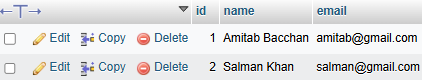 id name email
Edit Copy Delete 1 Amitab Bacchan amitab@gmail.com
Edit Copy Delete 2 Salman Khan salman@gmail.com